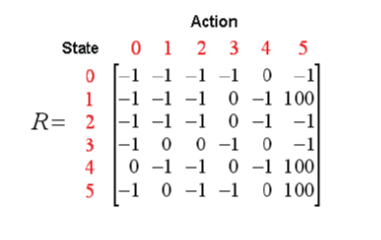 Action
State 0 1 2 3 4 5
0 -1 -1 -1 -1 0 -1
1 -1 -1 -1 0 -1 100
R= 2 -1 -1 -1 0 -1 -1
3 -1 0 0 -1 0 -1
4 0 -1 -1 0 -1 100
5 -1 0 -1 -1 0 100